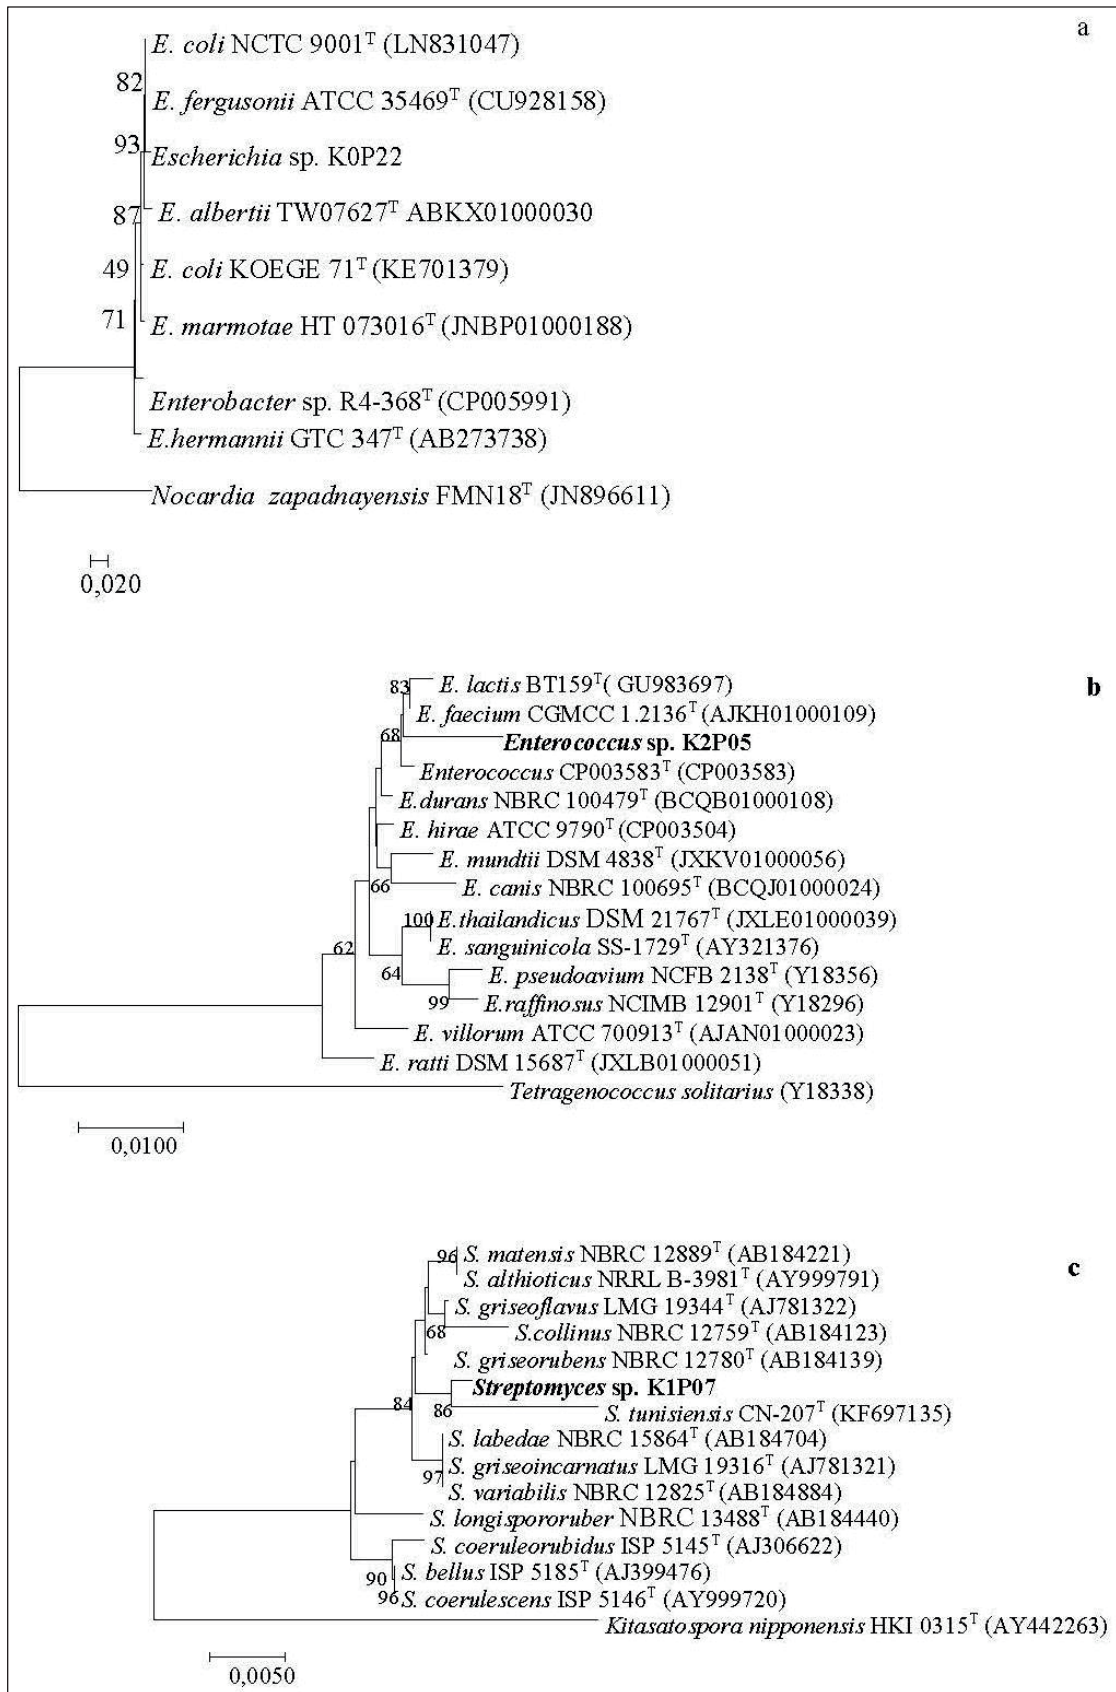 a
E. coli NCTC 9001ᵀ (LN831047)
82
E. fergusonii ATCC 35469ᵀ (CU928158)
93
Escherichia sp. K0P22
87
E. albertii TW07627ᵀ ABKX01000030
49
E. coli KOEGE 71ᵀ (KE701379)
71
E. marmotae HT 073016ᵀ (JNBP01000188)
Enterobacter sp. R4-368ᵀ (CP005991)
E.hermannii GTC 347ᵀ (AB273738)
Nocardia zapadnayensis FMN18ᵀ (JN896611)
0,020
b
83
E. lactis BT159ᵀ( GU983697)
E. faecium CGMCC 1.2136ᵀ (AJKH01000109)
68
Enterococcus sp. K2P05
Enterococcus CP003583ᵀ (CP003583)
E.durans NBRC 100479ᵀ (BCQB01000108)
E. hirae ATCC 9790ᵀ (CP003504)
E. mundtii DSM 4838ᵀ (JXKV01000056)
66
E. canis NBRC 100695ᵀ (BCQJ01000024)
100
E.thailandicus DSM 21767ᵀ (JXLE01000039)
62
E. sanguinicola SS-1729ᵀ (AY321376)
64
E. pseudoavium NCFB 2138ᵀ (Y18356)
99
E.raffinosus NCIMB 12901ᵀ (Y18296)
E. villorum ATCC 700913ᵀ (AJAN01000023)
E. ratti DSM 15687ᵀ (JXLB01000051)
Tetragenococcus solitarius (Y18338)
0,0100
c
96
S. matensis NBRC 12889ᵀ (AB184221)
S. althioticus NRRL B-3981ᵀ (AY999791)
S. griseoflavus LMG 19344ᵀ (AJ781322)
68
S.collinus NBRC 12759ᵀ (AB184123)
S. griseorubens NBRC 12780ᵀ (AB184139)
Streptomyces sp. K1P07
84
86
S. tunisiensis CN-207ᵀ (KF697135)
S. labedae NBRC 15864ᵀ (AB184704)
S. griseoincarnatus LMG 19316ᵀ (AJ781321)
97
S. variabilis NBRC 12825ᵀ (AB184884)
S. longispororuber NBRC 13488ᵀ (AB184440)
S. coeruleorubidus ISP 5145ᵀ (AJ306622)
90
S. bellus ISP 5185ᵀ (AJ399476)
96
S. coerulescens ISP 5146ᵀ (AY999720)
Kitasatospora nipponensis HKI 0315ᵀ (AY442263)
0,0050